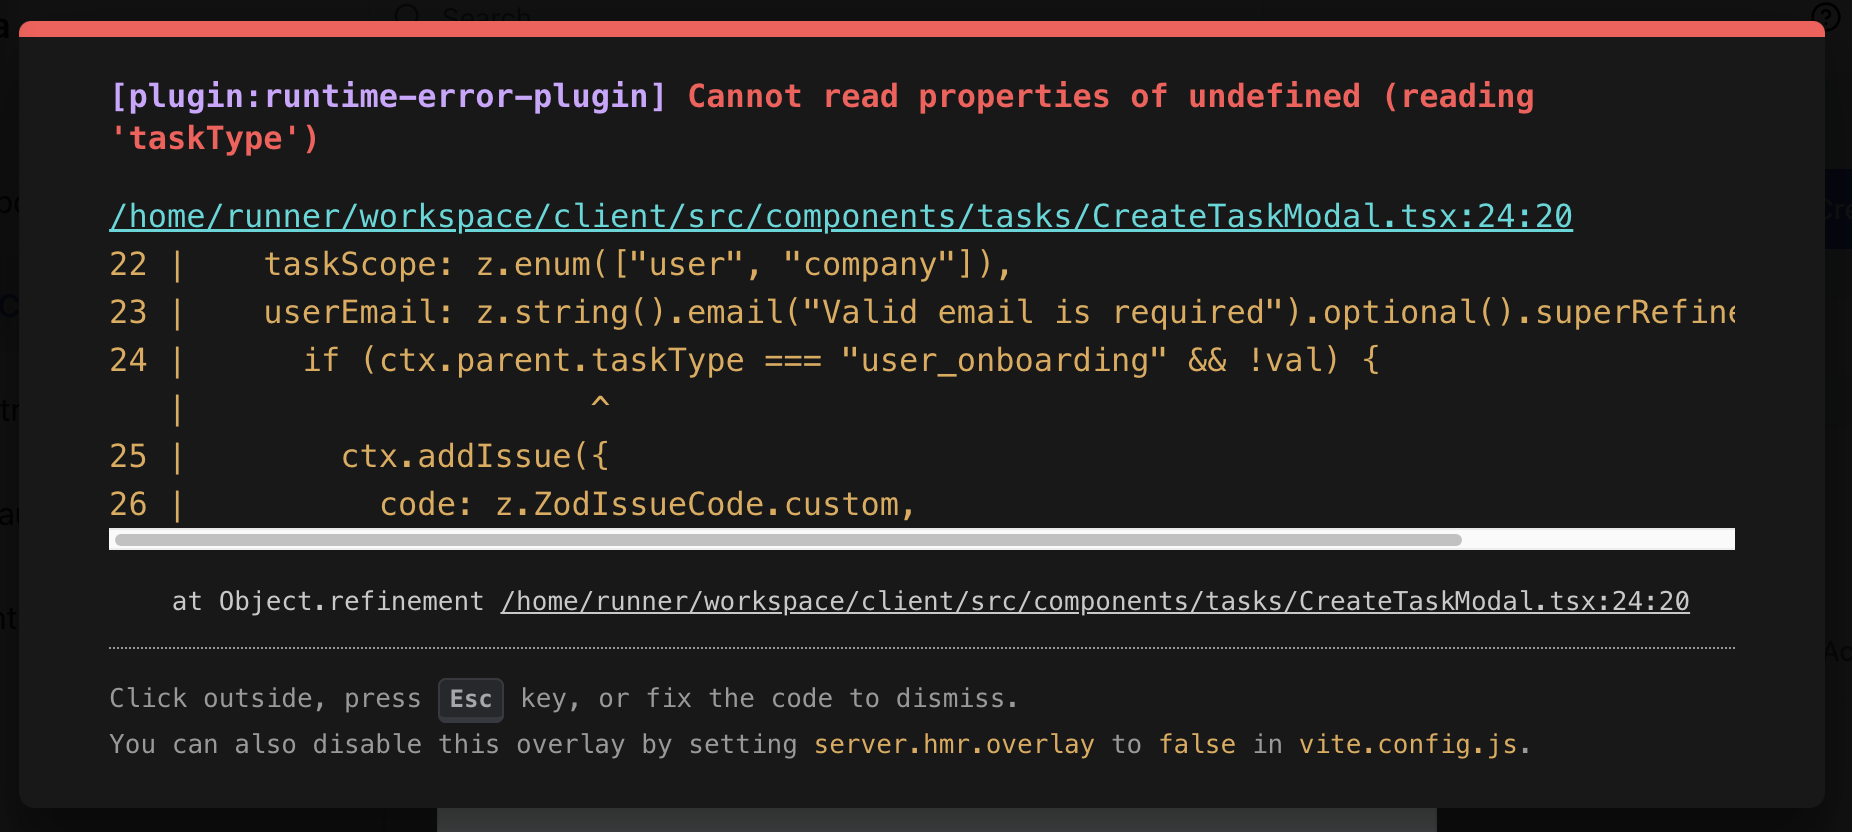 Search
[plugin:runtime-error-plugin] Cannot read properties of undefined (reading
'taskType')
/home/runner/workspace/client/src/components/tasks/CreateTaskModal.tsx:24:20
22 |    taskScope: z.enum(["user", "company"]),
23 |    userEmail: z.string().email("Valid email is required").optional().superRefine
24 |      if (ctx.parent.taskType === "user_onboarding" && !val) {
   |                     ^
25 |        ctx.addIssue({
26 |          code: z.ZodIssueCode.custom,
at Object.refinement /home/runner/workspace/client/src/components/tasks/CreateTaskModal.tsx:24:20
Click outside, press Esc key, or fix the code to dismiss.
You can also disable this overlay by setting server.hmr.overlay to false in vite.config.js.